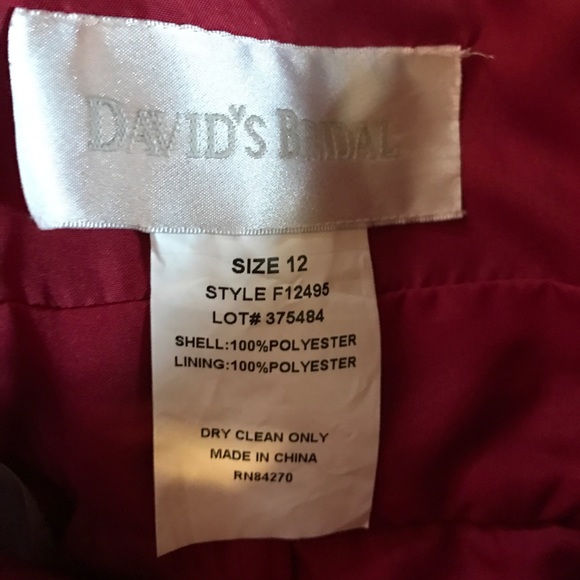 DAVID'S BRIDAL
SIZE 12
STYLE F12495
LOT# 375484
SHELL:100%POLYESTER
LINING:100%POLYESTER
DRY CLEAN ONLY
MADE IN CHINA
RN84270